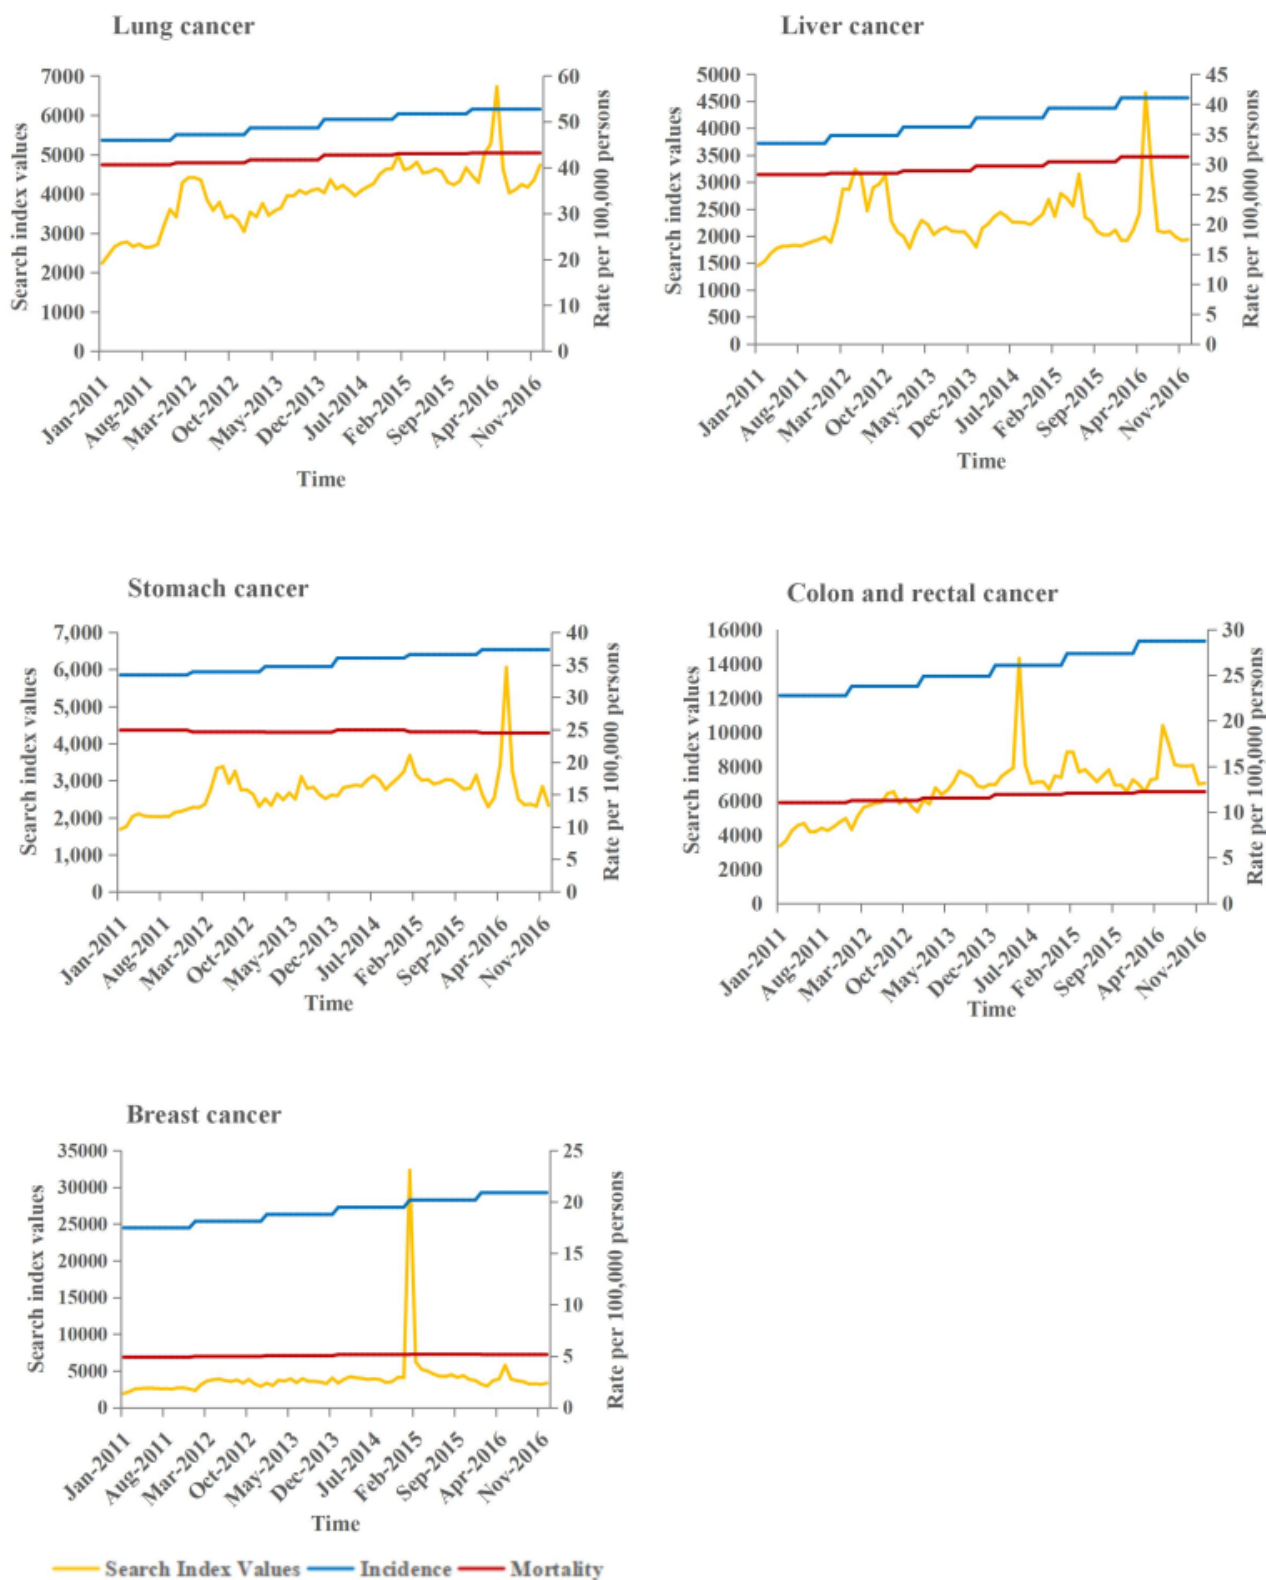 Lung cancer
Search index values
7000
6000
5000
4000
3000
2000
1000
0
60
50
40
30
20
10
0
Rate per 100,000 persons
Jan-2011
Aug-2011
Mar-2012
Oct-2012
May-2013
Dec-2013
Jul-2014
Feb-2015
Sep-2015
Apr-2016
Nov-2016
Time
Liver cancer
Search index values
5000
4500
4000
3500
3000
2500
2000
1500
1000
500
0
45
40
35
30
25
20
15
10
5
0
Rate per 100,000 persons
Jan-2011
Aug-2011
Mar-2012
Oct-2012
May-2013
Dec-2013
Jul-2014
Feb-2015
Sep-2015
Apr-2016
Nov-2016
Time
Stomach cancer
Search index values
7,000
6,000
5,000
4,000
3,000
2,000
1,000
0
40
35
30
25
20
15
10
5
0
Rate per 100,000 persons
Jan-2011
Aug-2011
Mar-2012
Oct-2012
May-2013
Dec-2013
Jul-2014
Feb-2015
Sep-2015
Apr-2016
Nov-2016
Time
Colon and rectal cancer
Search index values
16000
14000
12000
10000
8000
6000
4000
2000
0
30
25
20
15
10
5
0
Rate per 100,000 persons
Jan-2011
Aug-2011
Mar-2012
Oct-2012
May-2013
Dec-2013
Jul-2014
Feb-2015
Sep-2015
Apr-2016
Nov-2016
Time
Breast cancer
Search index values
35000
30000
25000
20000
15000
10000
5000
0
25
20
15
10
5
0
Rate per 100,000 persons
Jan-2011
Aug-2011
Mar-2012
Oct-2012
May-2013
Dec-2013
Jul-2014
Feb-2015
Sep-2015
Apr-2016
Nov-2016
Time
Search Index Values
Incidence
Mortality